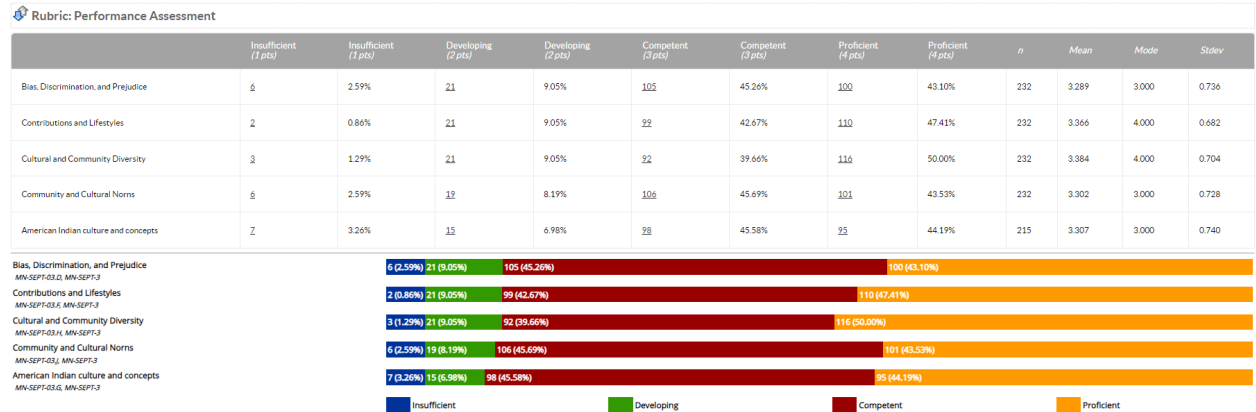 Rubric: Performance Assessment
Insufficient (1 pts) Insufficient (1 pts) Developing (2 pts) Developing (2 pts) Competent (3 pts) Competent (3 pts) Proficient (4 pts) Proficient (4 pts) n Mean Mode Stdev
Bias, Discrimination, and Prejudice 6 2.59% 21 9.05% 105 45.26% 100 43.10% 232 3.289 3.000 0.736
Contributions and Lifestyles 2 0.86% 21 9.05% 99 42.67% 110 47.41% 232 3.366 4.000 0.682
Cultural and Community Diversity 3 1.29% 21 9.05% 92 39.66% 116 50.00% 232 3.384 4.000 0.704
Community and Cultural Norns 6 2.59% 19 8.19% 106 45.69% 101 43.53% 232 3.302 3.000 0.728
American Indian culture and concepts 7 3.26% 15 6.98% 98 45.58% 95 44.19% 215 3.307 3.000 0.740
Bias, Discrimination, and Prejudice 6 (2.59%) 21 (9.05%) 105 (45.26%) 100 (43.10%)
MN-SEPT-03.D, MN-SEPT-3
Contributions and Lifestyles 2 (0.86%) 21 (9.05%) 99 (42.67%) 110 (47.41%)
MN-SEPT-03.F, MN-SEPT-3
Cultural and Community Diversity 3 (1.29%) 21 (9.05%) 92 (39.66%) 116 (50.00%)
MN-SEPT-03.H, MN-SEPT-3
Community and Cultural Norns 6 (2.59%) 19 (8.19%) 106 (45.69%) 101 (43.53%)
MN-SEPT-03.J, MN-SEPT-3
American Indian culture and concepts 7 (3.26%) 15 (6.98%) 98 (45.58%) 95 (44.19%)
MN-SEPT-03.G, MN-SEPT-3
Insufficient Developing Competent Proficient